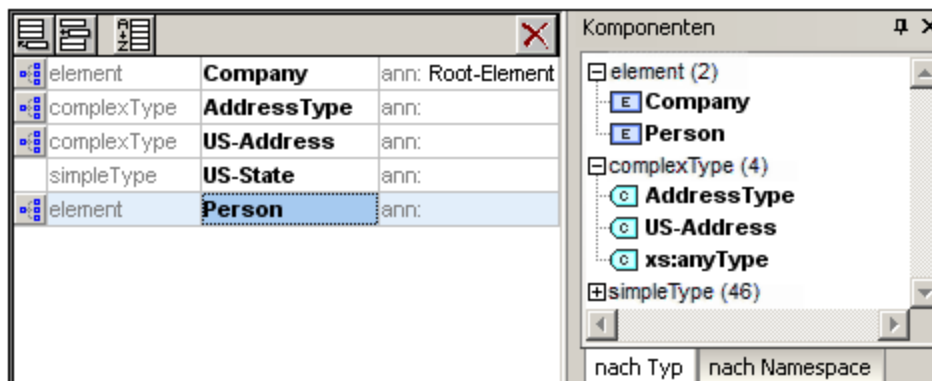 element Company ann: Root-Element
complexType AddressType ann:
complexType US-Address ann:
simpleType US-State ann:
element Person ann:
Komponenten
element (2)
E Company
E Person
complexType (4)
C AddressType
C US-Address
C xs:anyType
simpleType (46)
nach Typ
nach Namespace